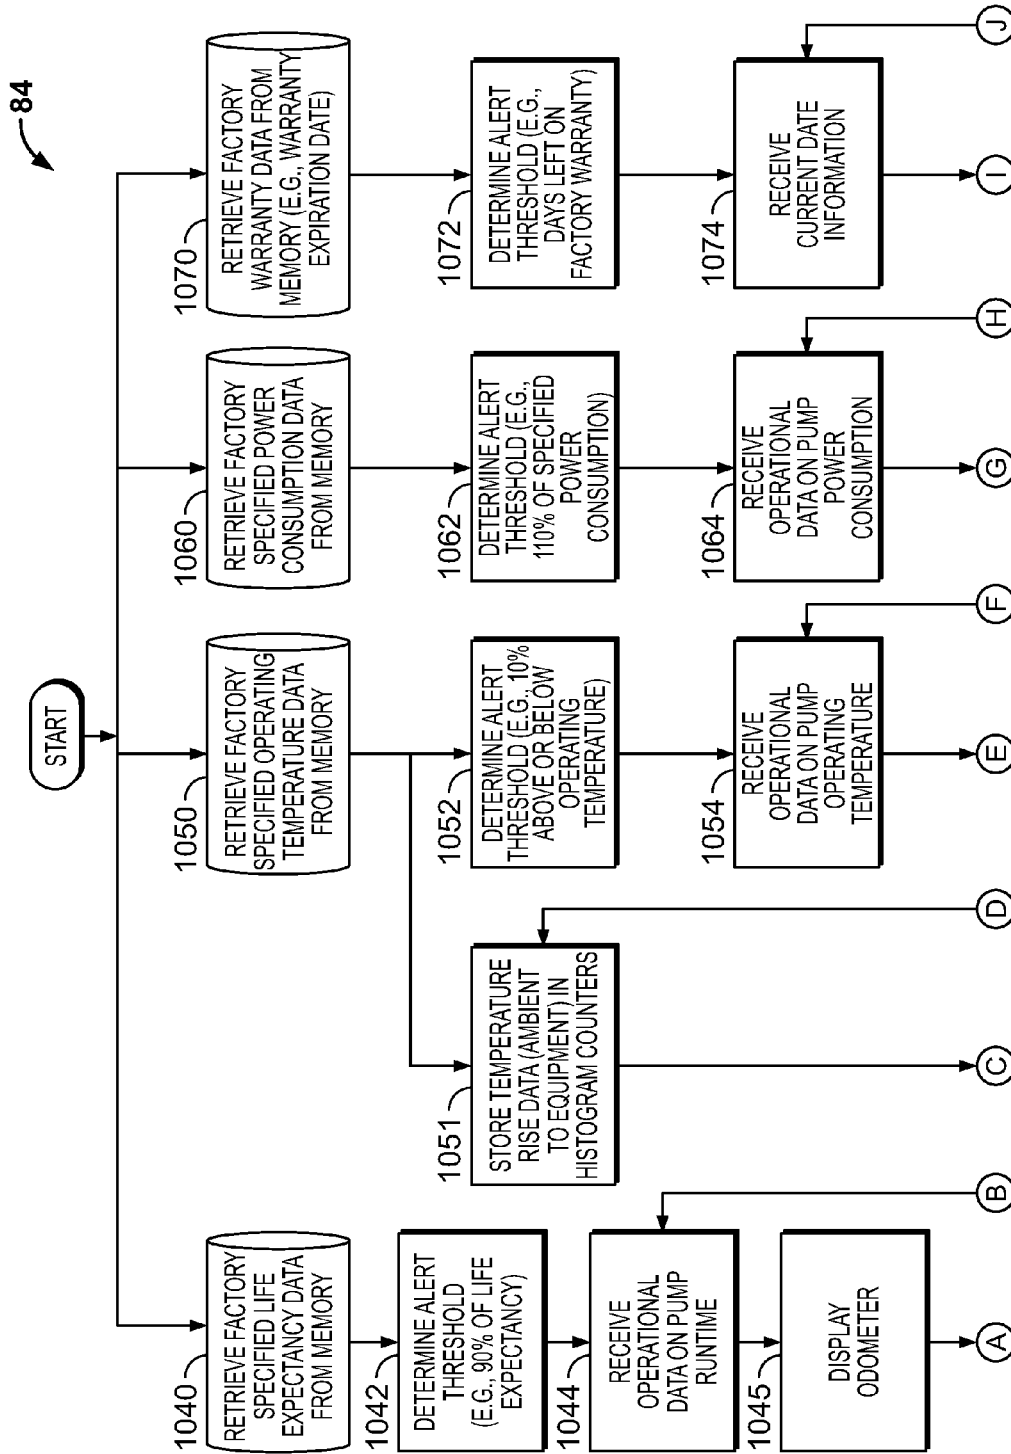 84
START
1040
RETRIEVE FACTORY
SPECIFIED LIFE
EXPECTANCY DATA
FROM MEMORY
1042
DETERMINE ALERT
THRESHOLD
(E.G., 90% OF LIFE
EXPECTANCY)
1044
RECEIVE
OPERATIONAL
DATA ON PUMP
RUNTIME
1045
DISPLAY
ODOMETER
A
B
1050
RETRIEVE FACTORY
SPECIFIED OPERATING
TEMPERATURE DATA
FROM MEMORY
1051
STORE TEMPERATURE
RISE DATA (AMBIENT
TO EQUIPMENT) IN
HISTOGRAM COUNTERS
C
D
1052
DETERMINE ALERT
THRESHOLD (E.G., 10%
ABOVE OR BELOW
OPERATING
TEMPERATURE)
1054
RECEIVE
OPERATIONAL
DATA ON PUMP
OPERATING
TEMPERATURE
E
F
1060
RETRIEVE FACTORY
SPECIFIED POWER
CONSUMPTION DATA
FROM MEMORY
1062
DETERMINE ALERT
THRESHOLD (E.G.,
110% OF SPECIFIED
POWER
CONSUMPTION)
1064
RECEIVE
OPERATIONAL
DATA ON PUMP
POWER
CONSUMPTION
G
H
1070
RETRIEVE FACTORY
WARRANTY DATA FROM
MEMORY (E.G., WARRANTY
EXPIRATION DATE)
1072
DETERMINE ALERT
THRESHOLD (E.G.,
DAYS LEFT ON
FACTORY WARRANTY)
1074
RECEIVE
CURRENT DATE
INFORMATION
I
J